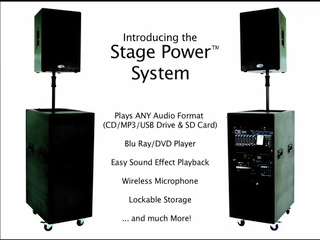 Introducing the
Stage Power™
System
Plays ANY Audio Format
(CD/MP3/USB Drive & SD Card)
Blu Ray/DVD Player
Easy Sound Effect Playback
Wireless Microphone
Lockable Storage
... and much More!